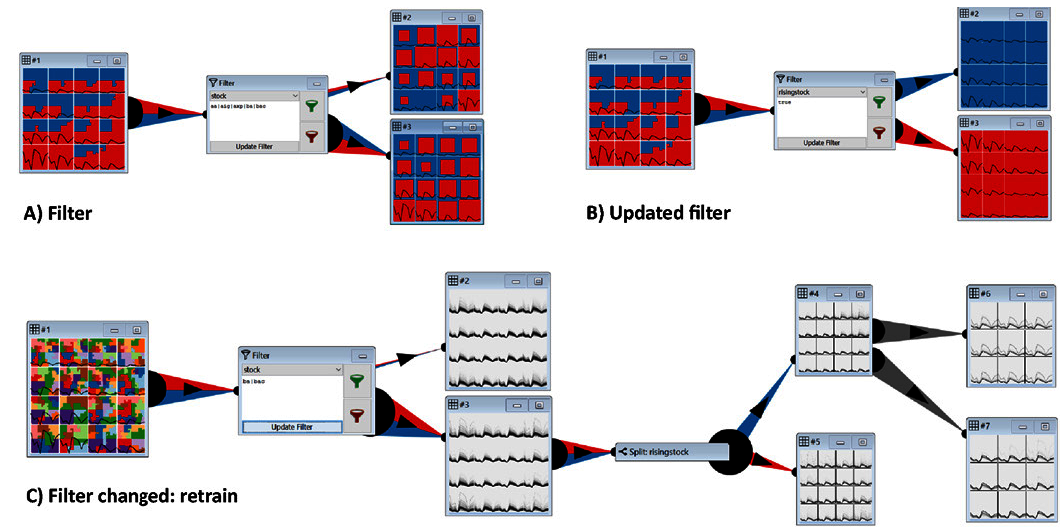 #1
Filter
stock
aa|aig|axp|ba|bac
Update Filter
#2
#3
A) Filter
#1
Filter
risingstock
true
Update Filter
#2
#3
B) Updated filter
#1
Filter
stock
ba|bac
Update Filter
#2
#3
Split: risingstock
#4
#5
#6
#7
C) Filter changed: retrain